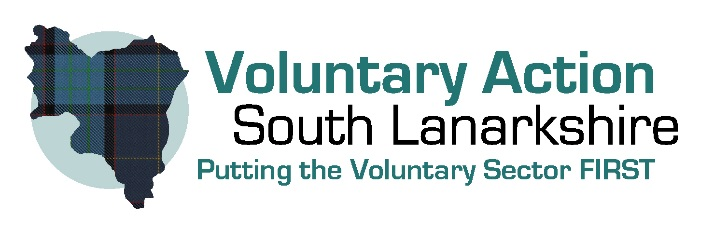 Voluntary Action
South Lanarkshire
Putting the Voluntary Sector FIRST